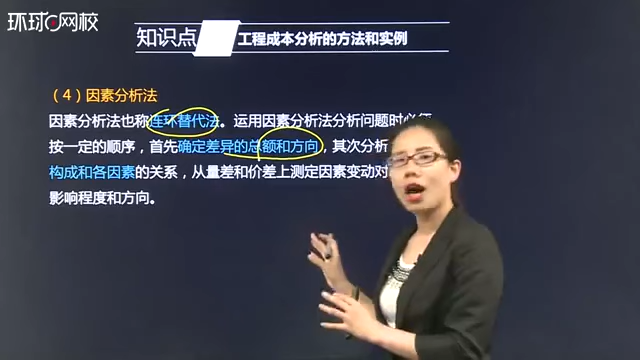 环球网校
知识点
工程成本分析的方法和实例
(4)因素分析法
因素分析法也称连环替代法。运用因素分析法分析问题时必须
按一定的顺序,首先确定差异的总额和方向,其次分析
构成和各因素的关系,从量差和价差上测定因素变动对
影响程度和方向。